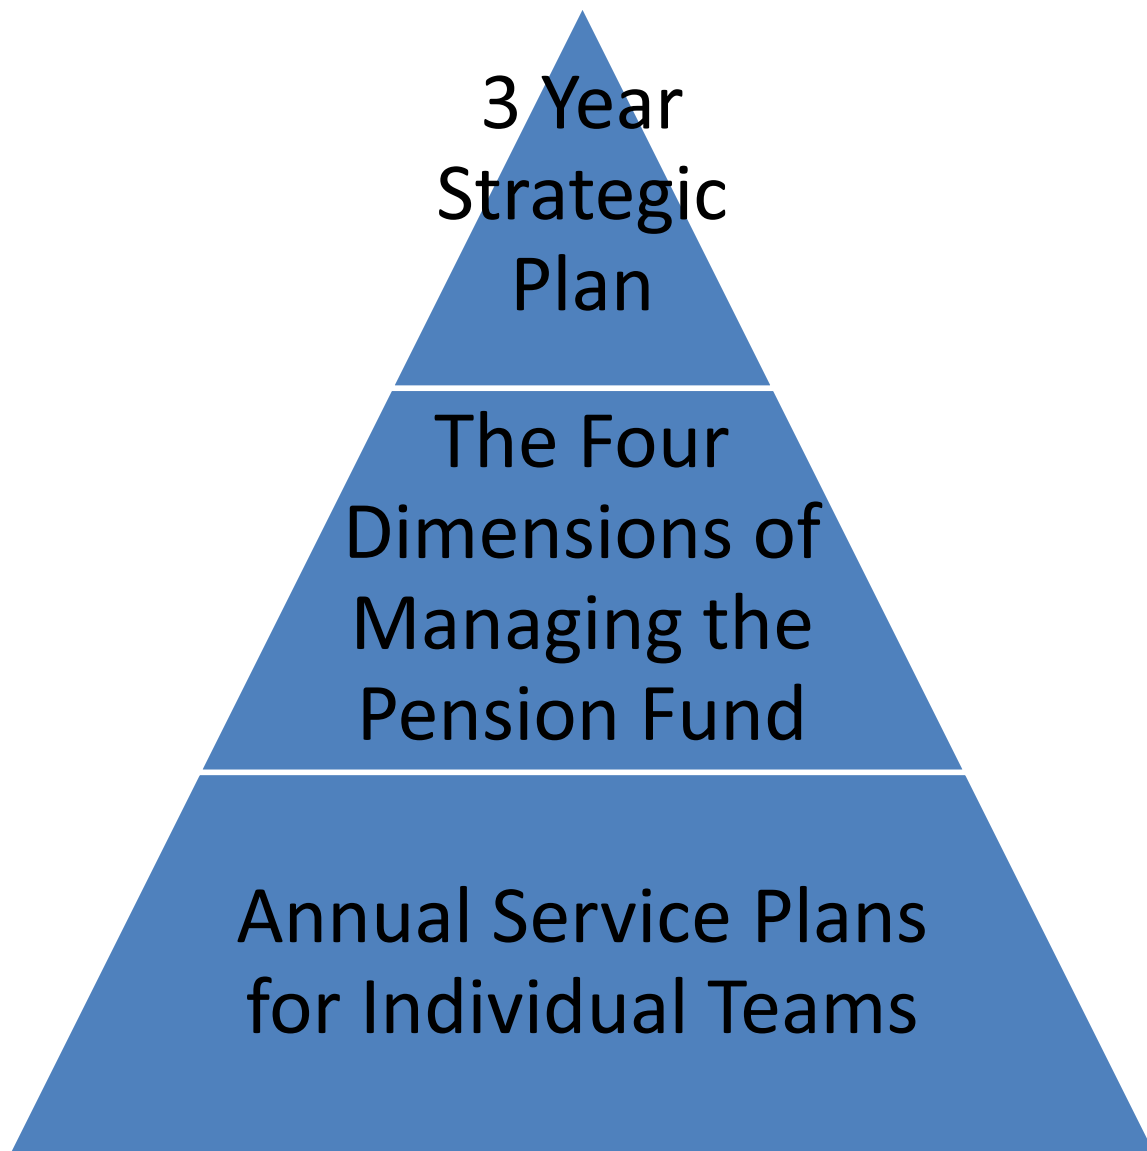 3 Year
Strategic
Plan
The Four
Dimensions of
Managing the
Pension Fund
Annual Service Plans
for Individual Teams